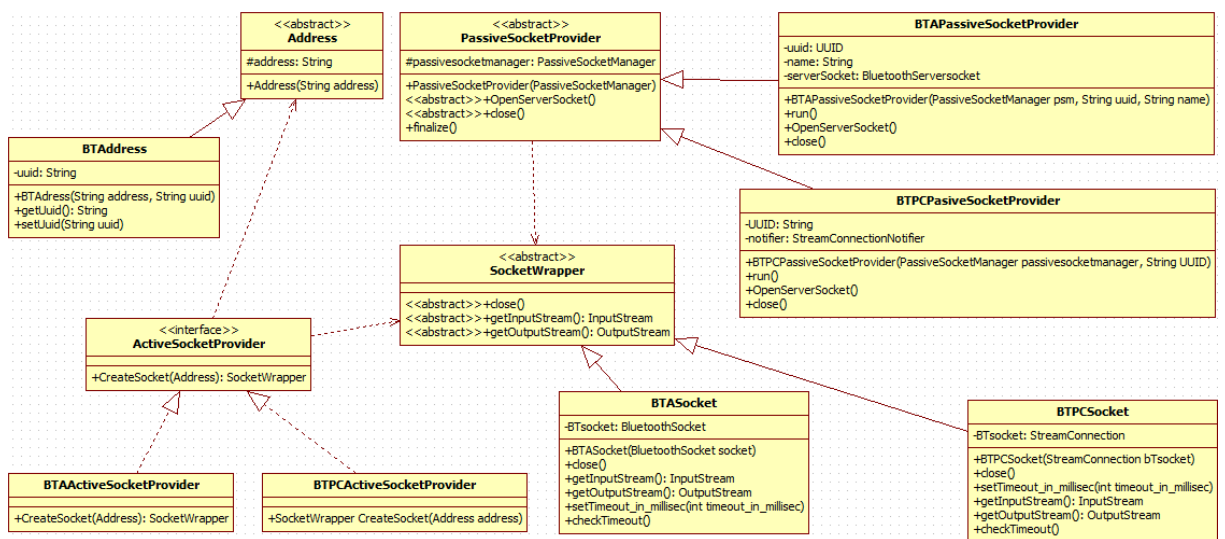 <<abstract>>
Address
#address: String
+Address(String address)
<<abstract>>
PassiveSocketProvider
#passivesocketmanager: PassiveSocketManager
+PassiveSocketProvider(PassiveSocketManager)
<<abstract>>+OpenServerSocket()
<<abstract>>+close()
+finalize()
BTAPassiveSocketProvider
-uuid: UUID
-name: String
-serverSocket: BluetoothServersocket
+BTAPassiveSocketProvider(PassiveSocketManager psm, String uuid, String name)
+run()
+OpenServerSocket()
+close()
BTAddress
-uuid: String
+BTAdress(String address, String uuid)
+getUuid(): String
+setUuid(String uuid)
BTPCPasiveSocketProvider
-UUID: String
-notifier: StreamConnectionNotifier
+BTPCPassiveSocketProvider(PassiveSocketManager passivesocketmanager, String UUID)
+run()
+OpenServerSocket()
+close()
<<abstract>>
SocketWrapper
<<abstract>>+close()
<<abstract>>+getInputStream(): InputStream
<<abstract>>+getOutputStream(): OutputStream
<<interface>>
ActiveSocketProvider
+CreateSocket(Address): SocketWrapper
BTASocket
-BTsocket: BluetoothSocket
+BTASocket(BluetoothSocket socket)
+close()
+getInputStream(): InputStream
+getOutputStream(): OutputStream
+setTimeout_in_millisec(int timeout_in_millisec)
+checkTimeout()
BTPCSocket
-BTsocket: StreamConnection
+BTPCSocket(StreamConnection bTsocket)
+close()
+setTimeout_in_millisec(int timeout_in_millisec)
+getInputStream(): InputStream
+getOutputStream(): OutputStream
+checkTimeout()
BTAActiveSocketProvider
+CreateSocket(Address): SocketWrapper
BTPCActiveSocketProvider
+SocketWrapper CreateSocket(Address address)